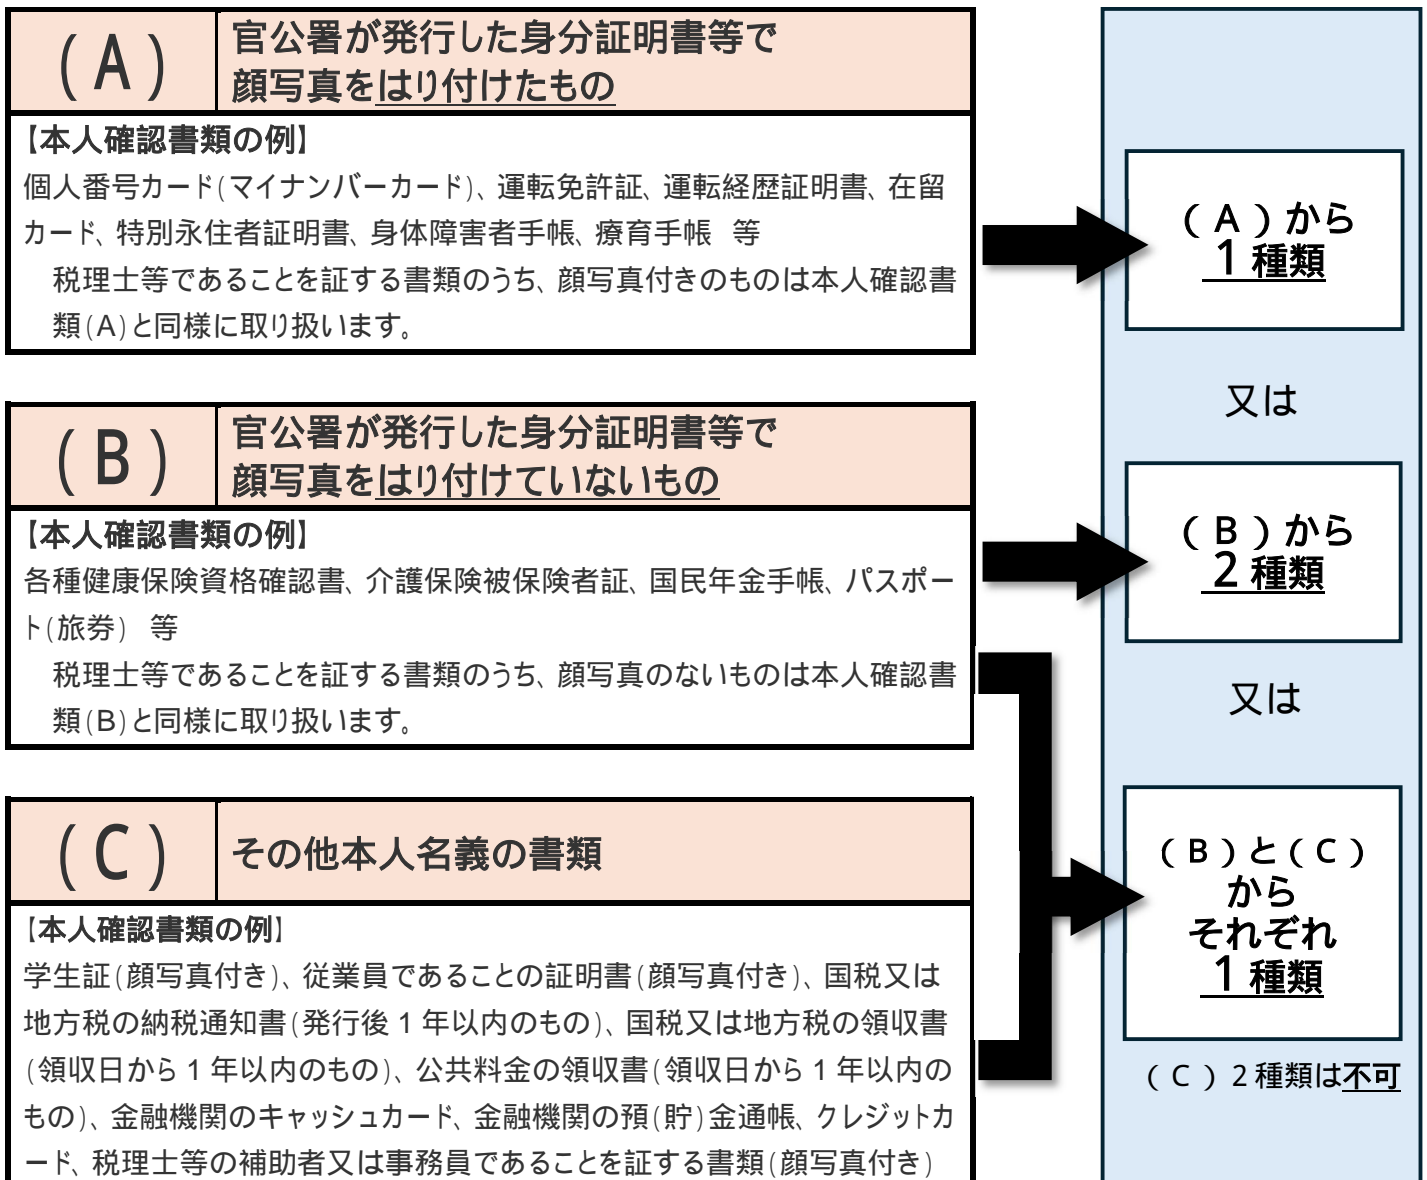 (A)
官公署が発行した身分証明書等で
顔写真をはり付けたもの
【本人確認書類の例】
個人番号カード(マイナンバーカード)、運転免許証、運転経歴証明書、在留
カード、特別永住者証明書、身体障害者手帳、療育手帳 等
税理士等であることを証する書類のうち、顔写真付きのものは本人確認書
類(A)と同様に取り扱います。
(B)
官公署が発行した身分証明書等で
顔写真をはり付けていないもの
【本人確認書類の例】
各種健康保険資格確認書、介護保険被保険者証、国民年金手帳、パスポー
ト(旅券) 等
税理士等であることを証する書類のうち、顔写真のないものは本人確認書
類(B)と同様に取り扱います。
(C)
その他本人名義の書類
【本人確認書類の例】
学生証(顔写真付き)、従業員であることの証明書(顔写真付き)、国税又は
地方税の納税通知書(発行後1年以内のもの)、国税又は地方税の領収書
(領収日から1年以内のもの)、公共料金の領収書(領収日から1年以内の
もの)、金融機関のキャッシュカード、金融機関の預(貯)金通帳、クレジットカ
ード、税理士等の補助者又は事務員であることを証する書類(顔写真付き)
(A)から
1種類
又は
(B)から
2種類
又は
(B)と(C)
から
それぞれ
1種類
(C)2種類は不可